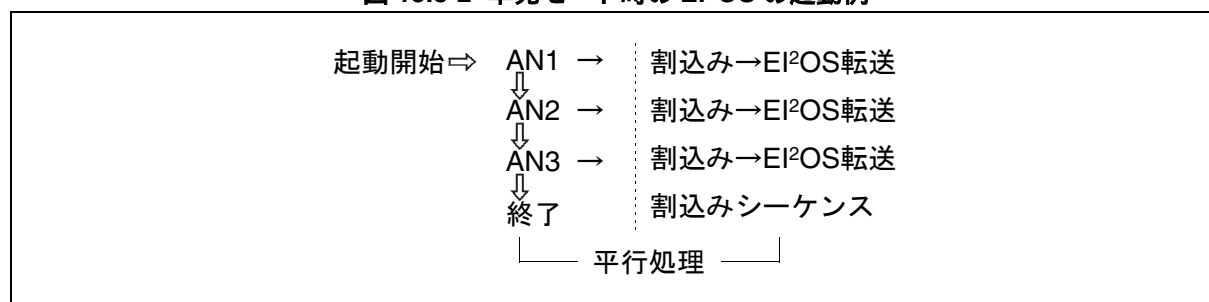 起動開始⇨ AN1 → 割込み→EI²OS転送
⇩
AN2 → 割込み→EI²OS転送
⇩
AN3 → 割込み→EI²OS転送
⇩
終了 割込みシーケンス
平行処理